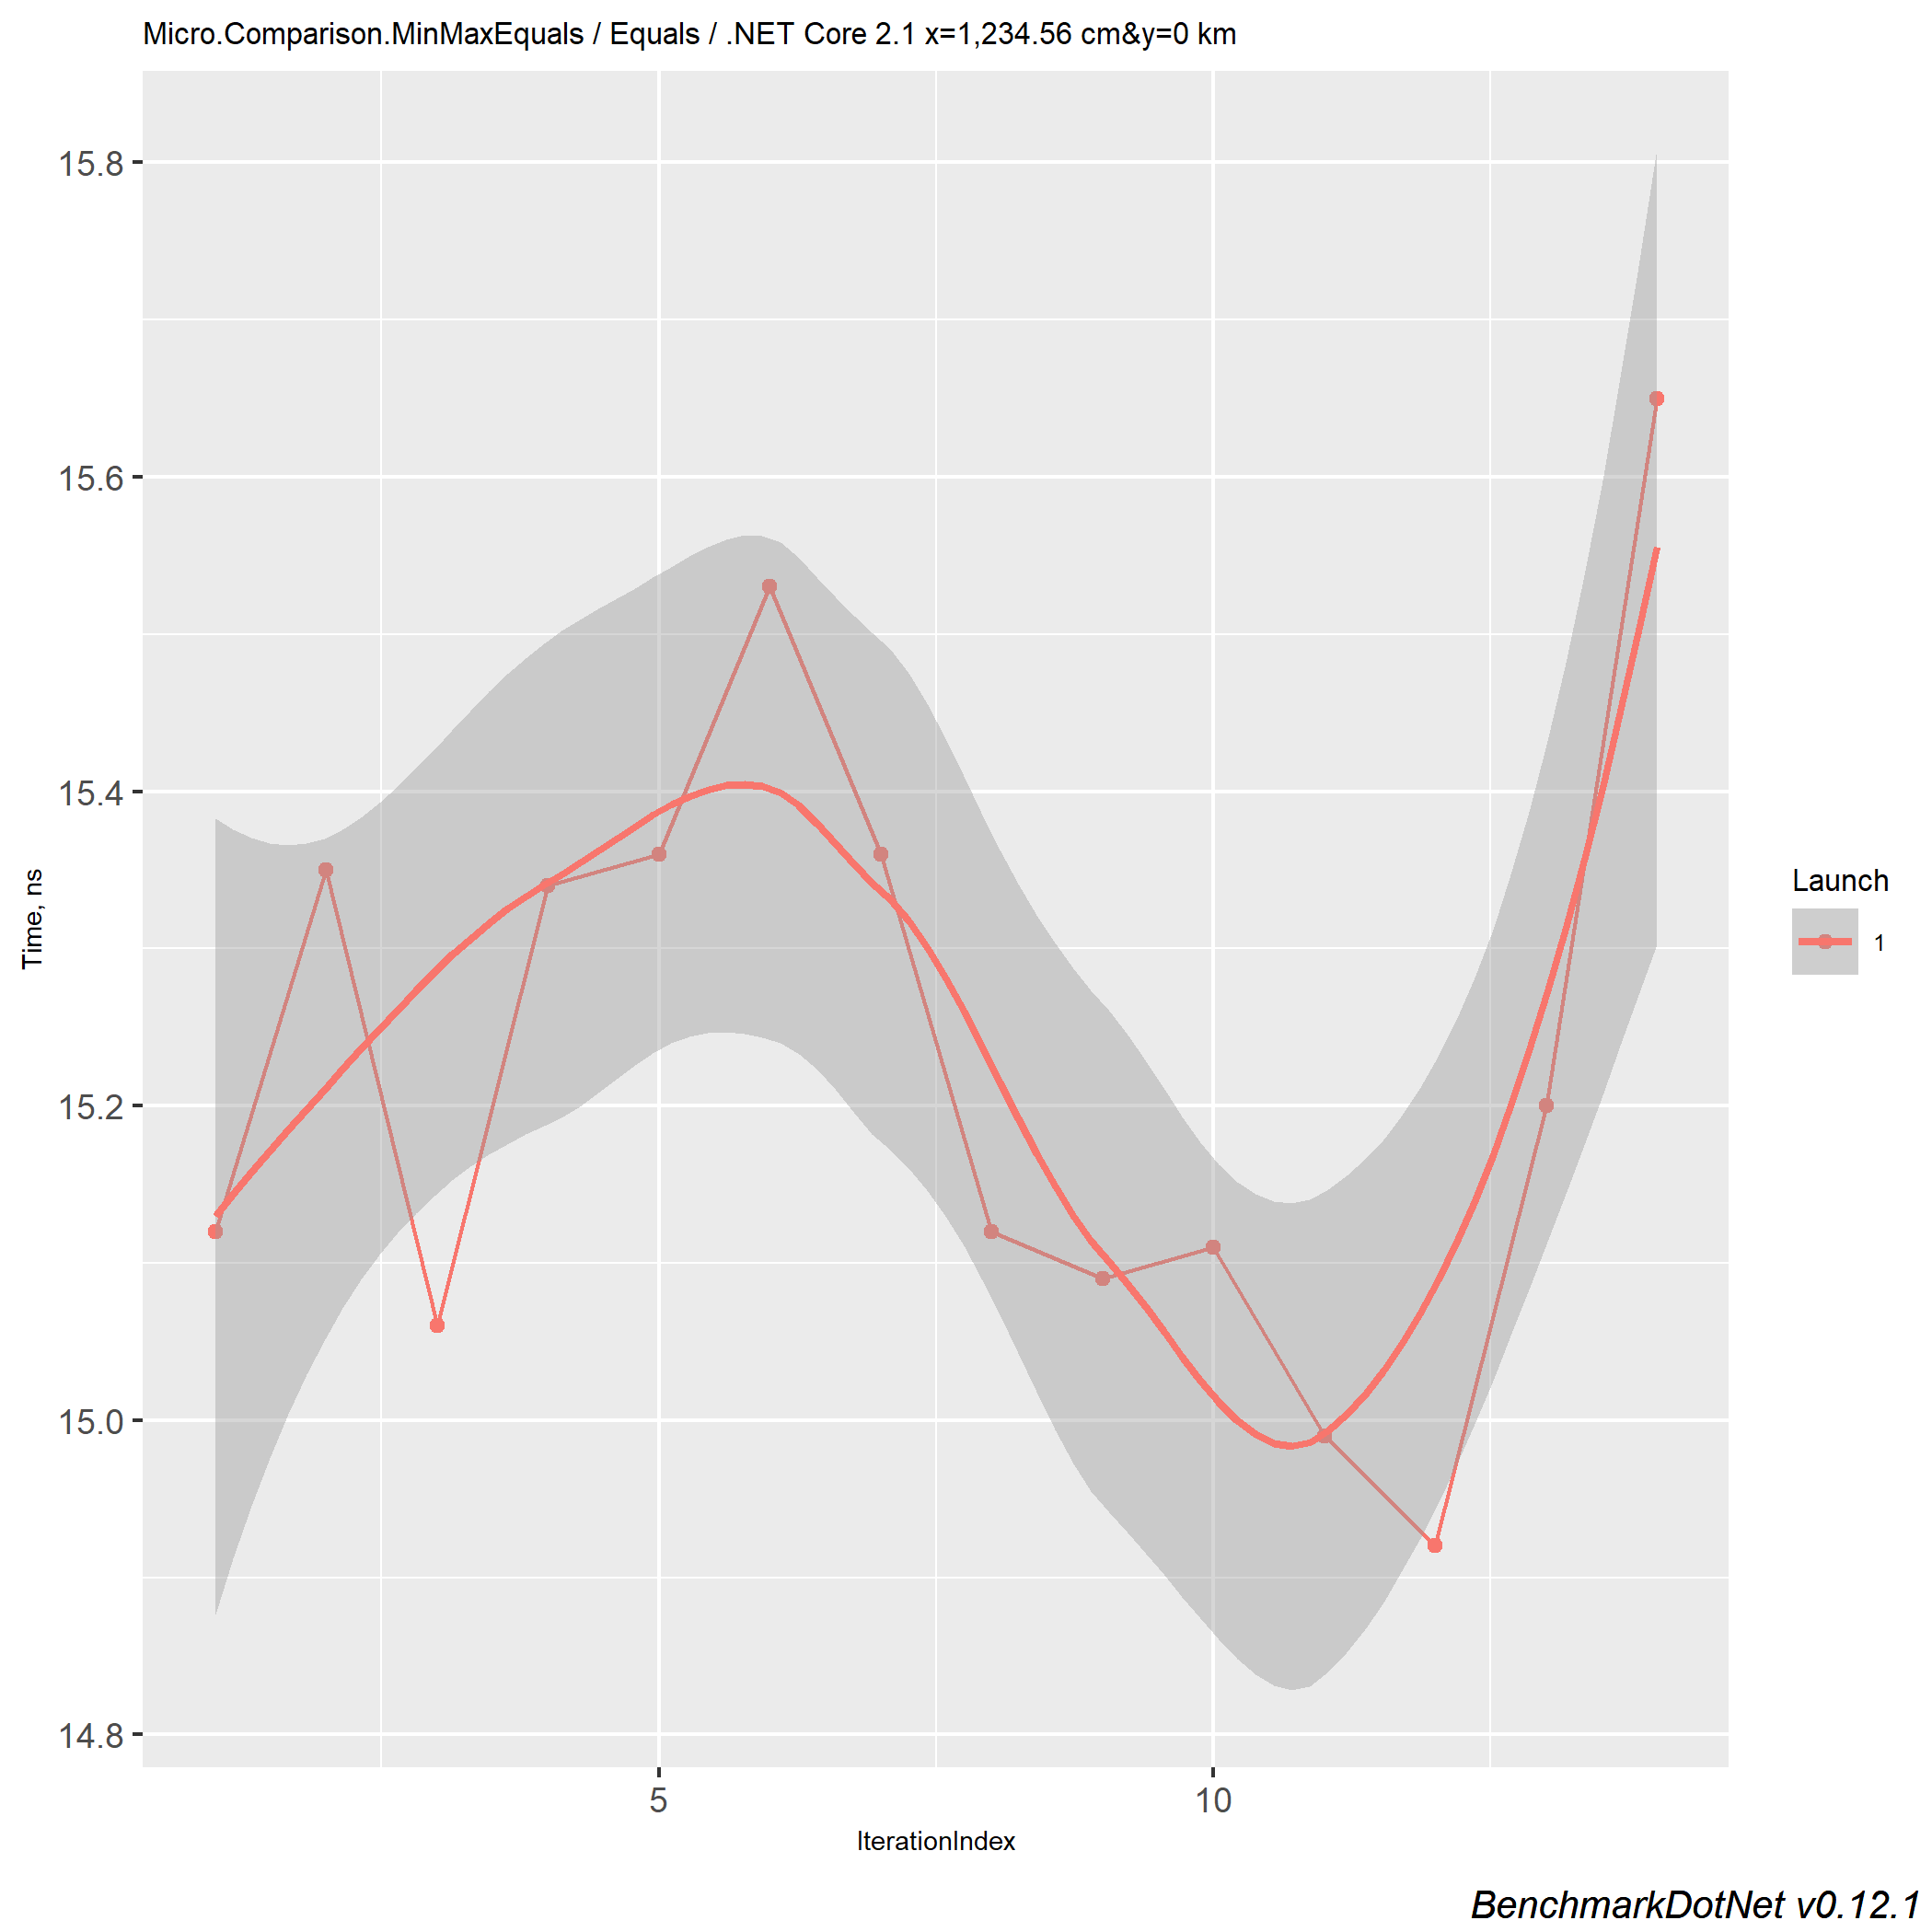 Micro.Comparison.MinMaxEquals / Equals / .NET Core 2.1 x=1,234.56 cm&y=0 km
15.8
15.6
15.4
15.2
15.0
14.8
Time, ns
5
10
IterationIndex
Launch
1
BenchmarkDotNet v0.12.1